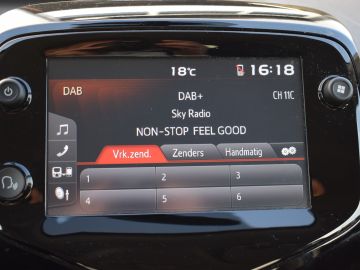 18°C 16:18
DAB DAB+ CH 11C
Sky Radio
NON-STOP FEEL GOOD
Vrk.zend. Zenders Handmatig
1 2 3
4 5 6